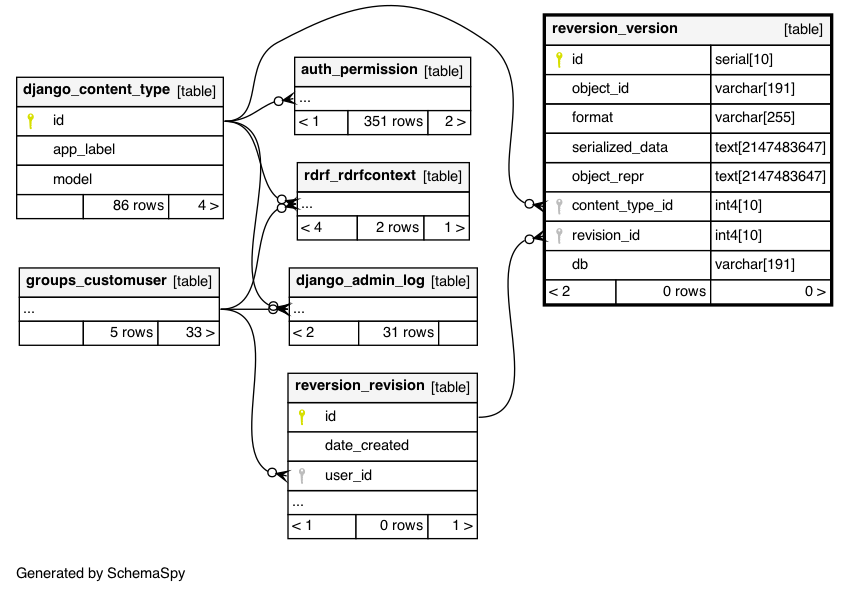 django_content_type [table]
id
app_label
model
86 rows 4 >
groups_customuser [table]
...
5 rows 33 >
auth_permission [table]
...
< 1 351 rows 2 >
rdrf_rdrfcontext [table]
...
< 4 2 rows 1 >
django_admin_log [table]
...
< 2 31 rows
reversion_revision [table]
id
date_created
user_id
...
< 1 0 rows 1 >
reversion_version [table]
id serial[10]
object_id varchar[191]
format varchar[255]
serialized_data text[2147483647]
object_repr text[2147483647]
content_type_id int4[10]
revision_id int4[10]
db varchar[191]
< 2 0 rows 0 >
Generated by SchemaSpy